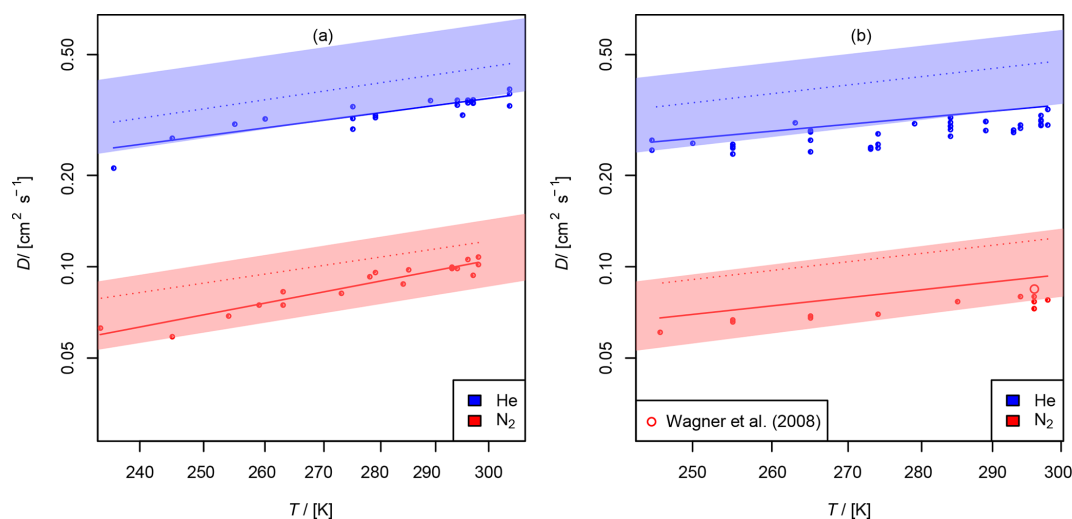 (a)
D/ [cm² s⁻¹]
0.50
0.20
0.10
0.05
240
250
260
270
280
290
300
T / [K]
He
N₂
(b)
D/ [cm² s⁻¹]
0.50
0.20
0.10
0.05
250
260
270
280
290
300
T / [K]
Wagner et al. (2008)
He
N₂